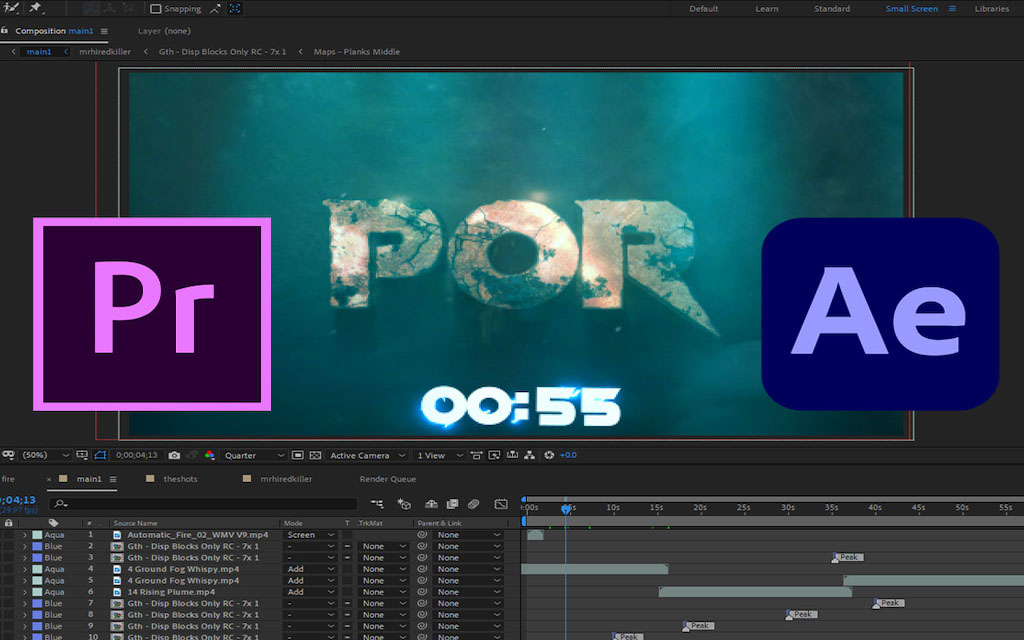 Snapping
Default
Learn
Standard
Small Screen
Libraries
Composition main1
Layer (none)
main1
mrhiredkiller
Gth - Disp Blocks Only RC - 7x 1
Maps - Planks Middle
POR
Pr
Ae
00:55
(50%)
0;00;04;13
Quarter
Active Camera
1 View
+0.0
fire
main1
theshots
mrhiredkiller
Render Queue
;04;13
(29.97 fps)
:00s 05s 10s 15s 20s 25s 30s 35s 40s 45s 50s 55s
# Source Name Mode T .TrkMat Parent & Link
Aqua 1 Automatic_Fire_02_WMV V9.mp4 Screen None
Blue 2 Gth - Disp Blocks Only RC - 7x 1 - None None
Blue 3 Gth - Disp Blocks Only RC - 7x 1 - None None Peak
Aqua 4 4 Ground Fog Whispy.mp4 Add None None
Aqua 5 4 Ground Fog Whispy.mp4 Add None None
Aqua 6 14 Rising Plume.mp4 Add None None
Blue 7 Gth - Disp Blocks Only RC - 7x 1 - None None Peak
Blue 8 Gth - Disp Blocks Only RC - 7x 1 - None None Peak
Blue 9 Gth - Disp Blocks Only RC - 7x 1 - None None Peak
Blue 10 Gth - Disp Blocks Only RC - 7x 1 - None None Peak